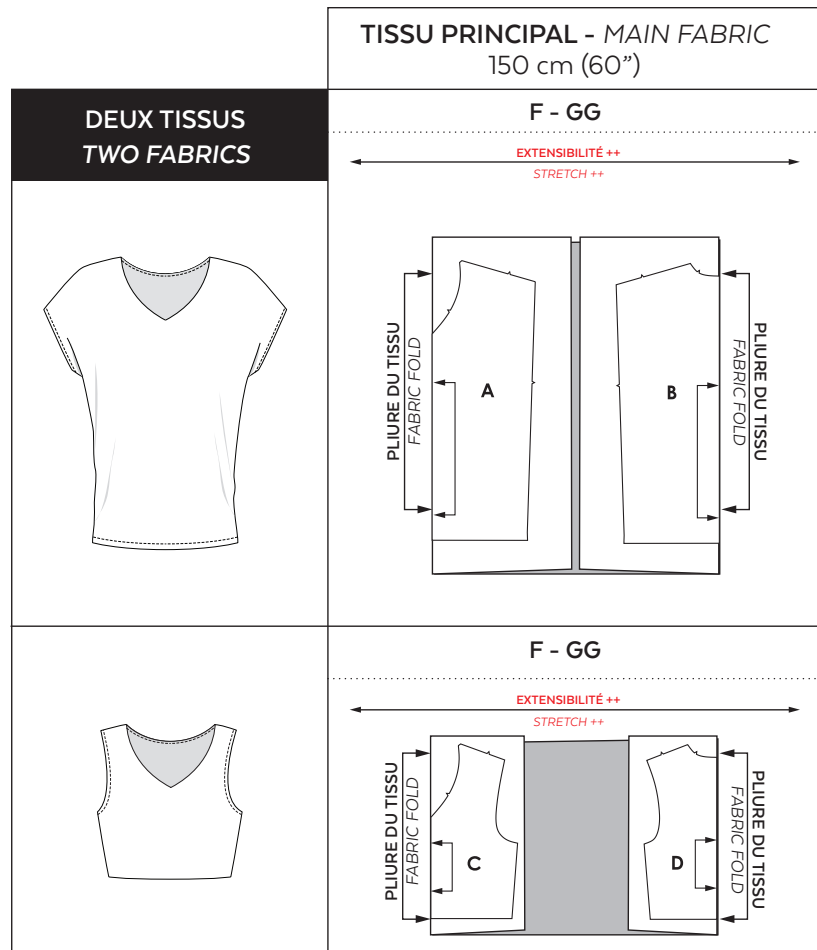 TISSU PRINCIPAL - MAIN FABRIC
150 cm (60”)
DEUX TISSUS
TWO FABRICS
F - GG
EXTENSIBILITÉ ++
STRETCH ++
PLIURE DU TISSU
FABRIC FOLD
A
B
PLIURE DU TISSU
FABRIC FOLD
F - GG
EXTENSIBILITÉ ++
STRETCH ++
PLIURE DU TISSU
FABRIC FOLD
C
D
PLIURE DU TISSU
FABRIC FOLD